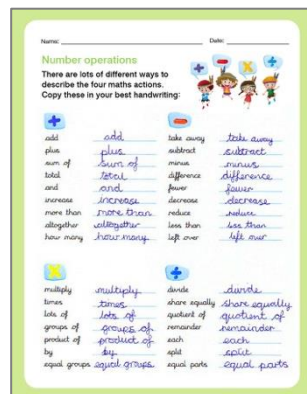 Name: Date:
Number operations
There are lots of different ways to
describe the four maths actions.
Copy these in your best handwriting:
+
add add
plus plus
sum of sum of
total total
and and
increase increase
more than more than
altogether altogether
how many how many
−
take away take away
subtract subtract
minus minus
difference difference
fewer fewer
decrease decrease
reduce reduce
less than less than
left over left over
×
multiply multiply
times times
lots of lots of
groups of groups of
product of product of
by by
equal groups equal groups
÷
divide divide
share equally share equally
quotient of quotient of
remainder remainder
each each
split split
equal parts equal parts